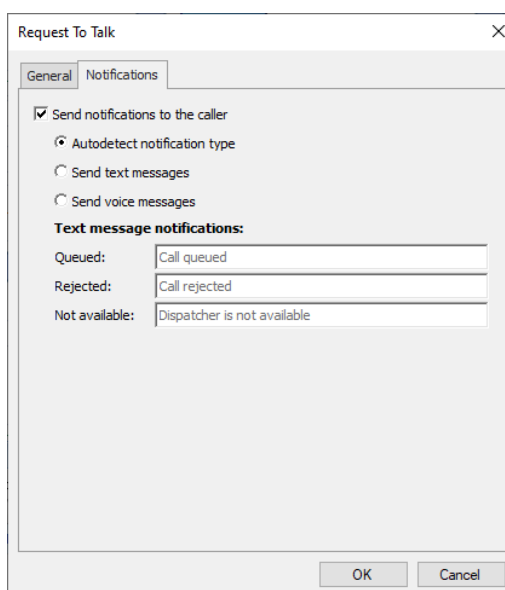 Request To Talk
General Notifications
Send notifications to the caller
Autodetect notification type
Send text messages
Send voice messages
Text message notifications:
Queued: Call queued
Rejected: Call rejected
Not available: Dispatcher is not available
OK Cancel